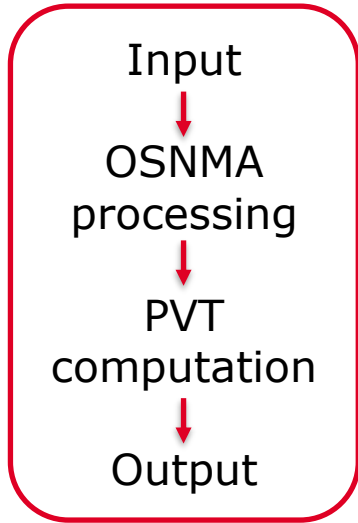 Input
OSNMA
processing
PVT
computation
Output